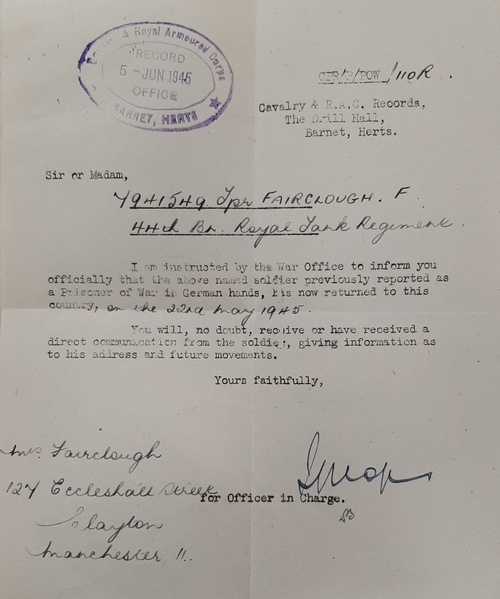 Cavalry & Royal Armoured Corps
RECORD
5 - JUN 1945
OFFICE
BARNET, HERTS
CPR/R/POW/110R.
Cavalry & R.A.C. Records,
The Drill Hall,
Barnet, Herts.
Sir or Madam,
7941549 Tpr FAIRCLOUGH. F.
44th Bn. Royal Tank Regiment.
I am instructed by the War Office to inform you
officially that the above named soldier previously reported as
a Prisoner of War in German hands, has now returned to this
country, on the 22nd May 1945.
You will, no doubt, receive or have received a
direct communication from the soldier, giving information as
to his address and future movements.
Yours faithfully,
Mrs. Fairclough
127 Eccleshall Street
for Officer in Charge.
Clayton
Manchester 11.